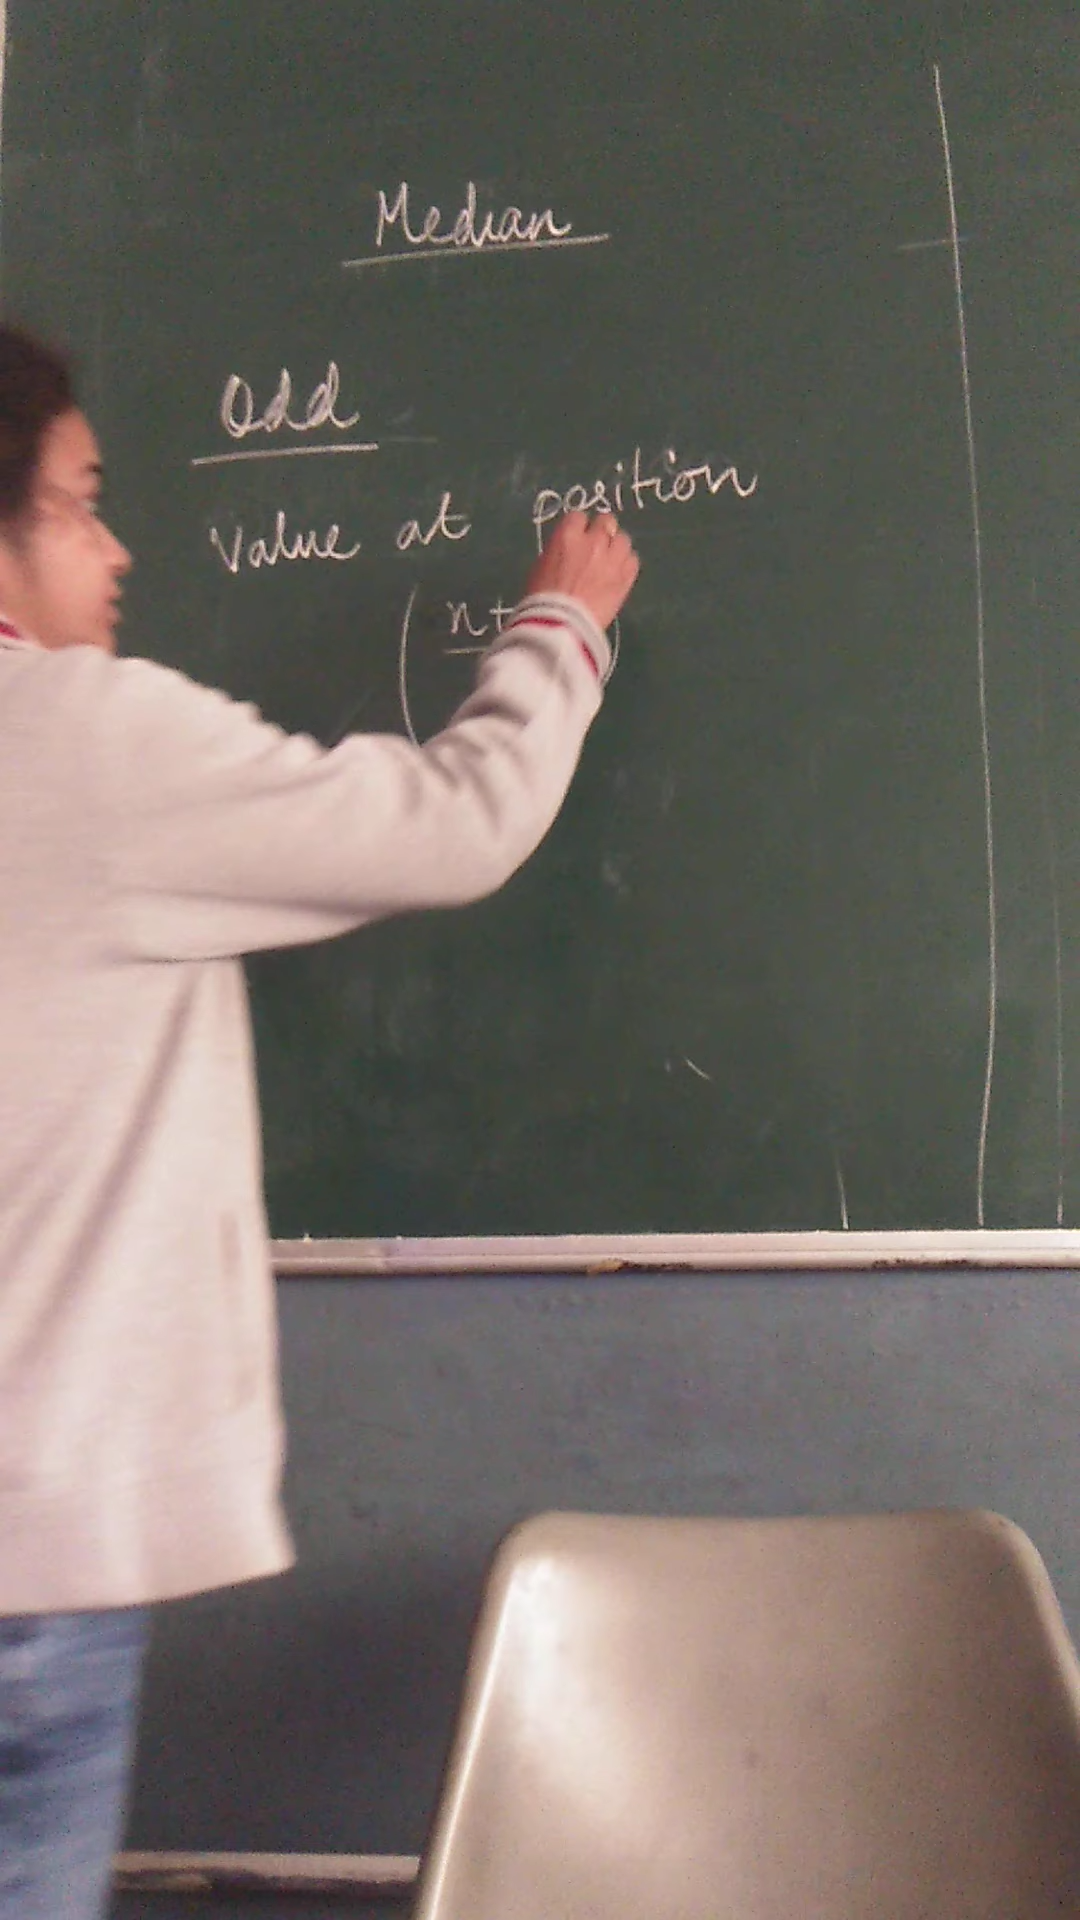 Median
Odd
Value at position
( n+ )